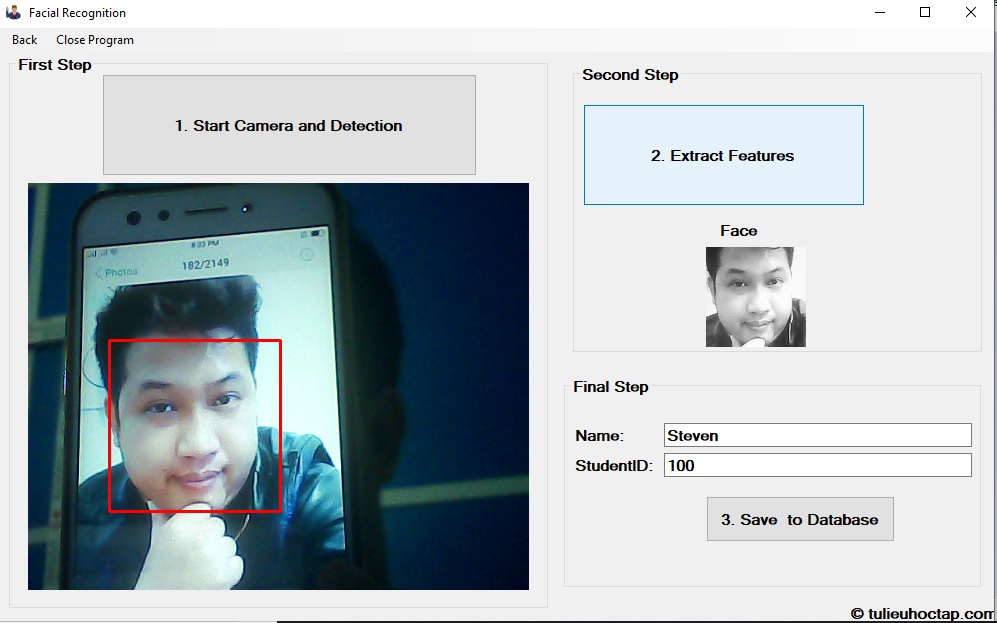 Facial Recognition
Back Close Program
First Step
1. Start Camera and Detection
8:33 PM
Photos 182/2149
Second Step
2. Extract Features
Face
Final Step
Name: Steven
StudentID: 100
3. Save  to Database
© tulieuhoctap.com